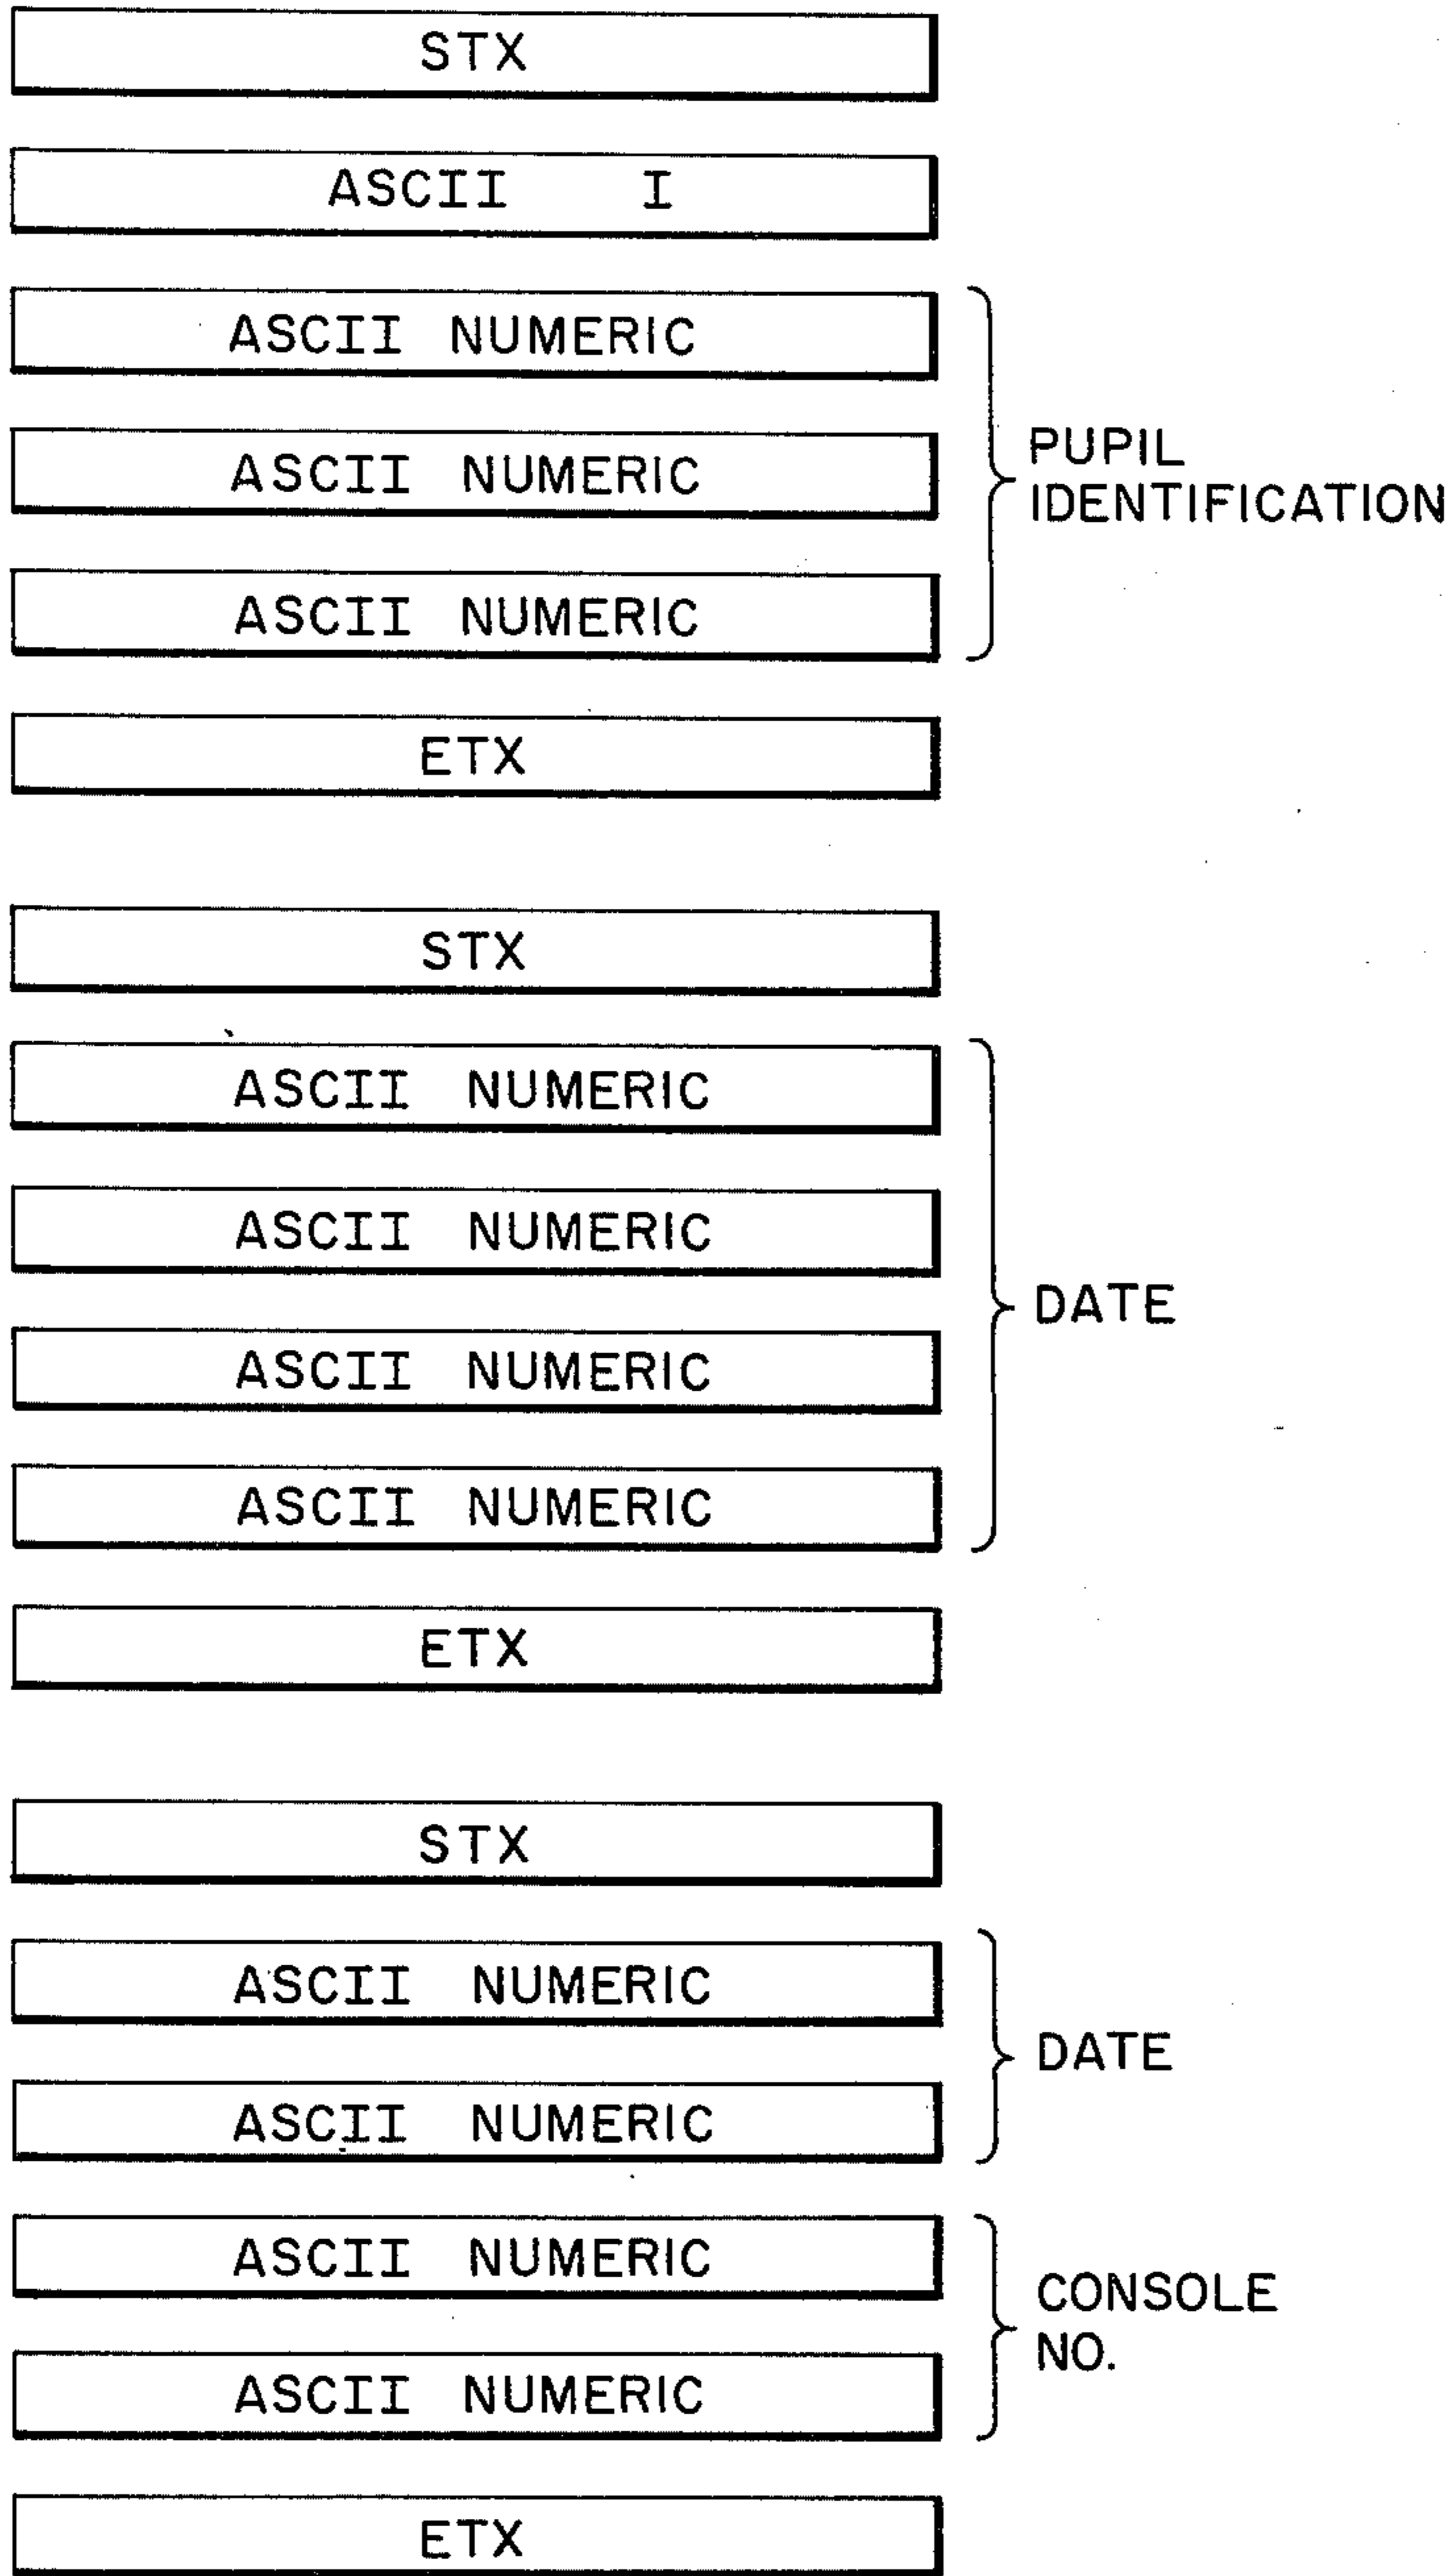 STX
ASCII I
ASCII NUMERIC
ASCII NUMERIC
ASCII NUMERIC
PUPIL
IDENTIFICATION
ETX
STX
ASCII NUMERIC
ASCII NUMERIC
ASCII NUMERIC
ASCII NUMERIC
DATE
ETX
STX
ASCII NUMERIC
ASCII NUMERIC
DATE
ASCII NUMERIC
ASCII NUMERIC
CONSOLE
NO.
ETX